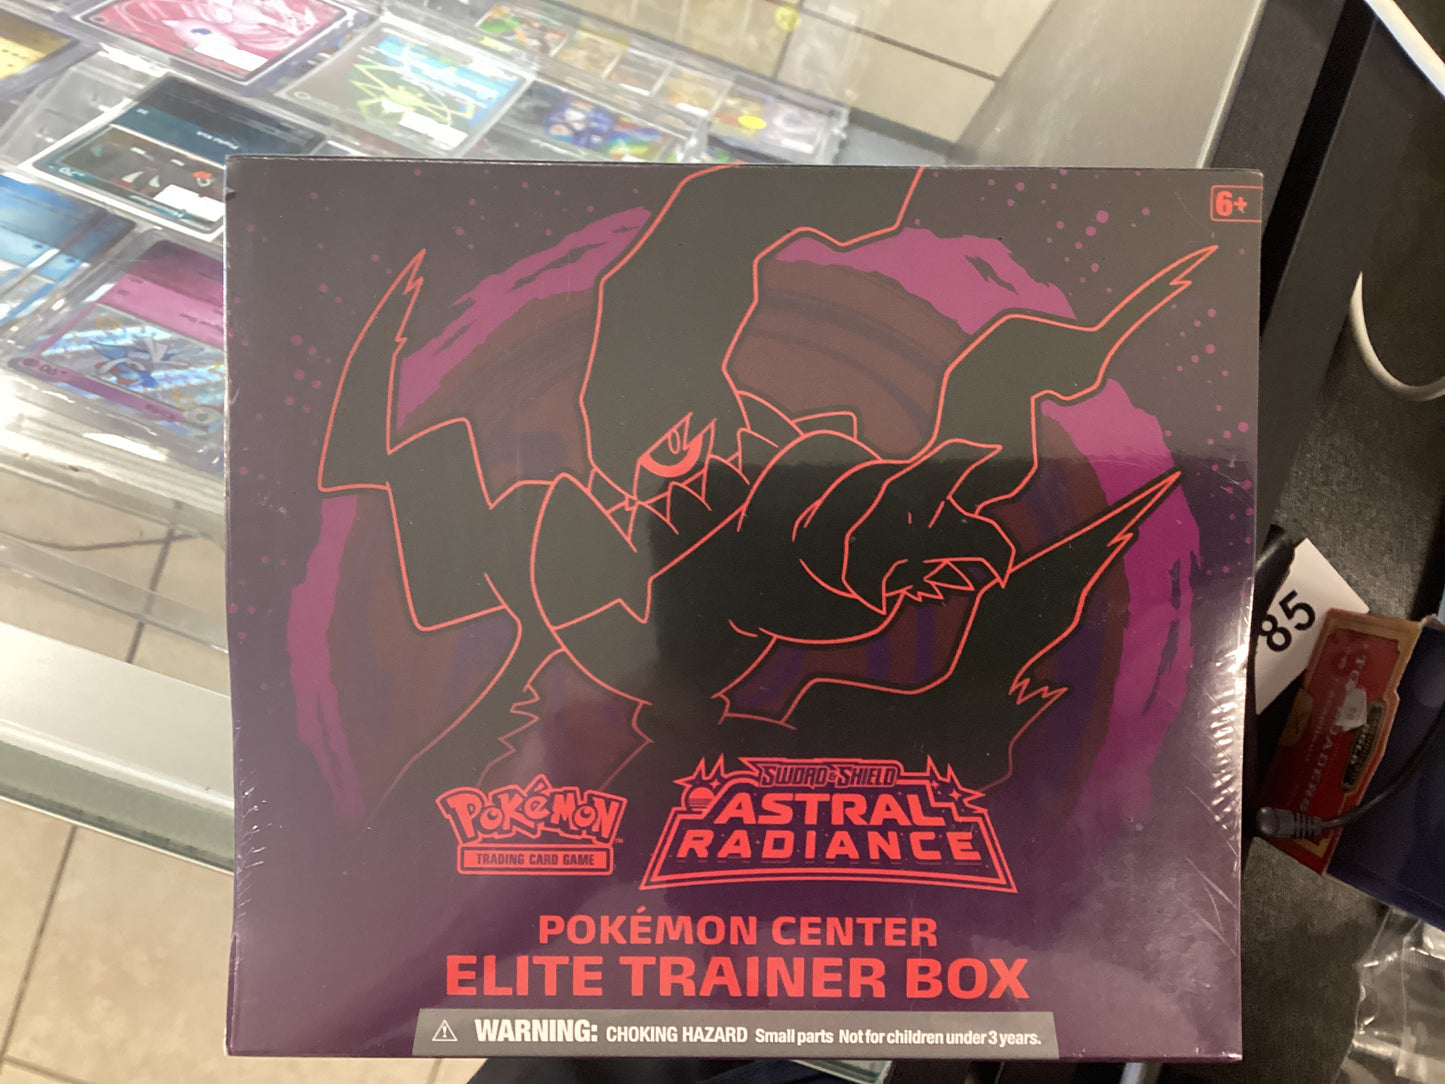 6+
85
SWORD & SHIELD
ASTRAL
RADIANCE
POKÉMON
TRADING CARD GAME
POKÉMON CENTER
ELITE TRAINER BOX
WARNING: CHOKING HAZARD Small parts Not for children under 3 years.